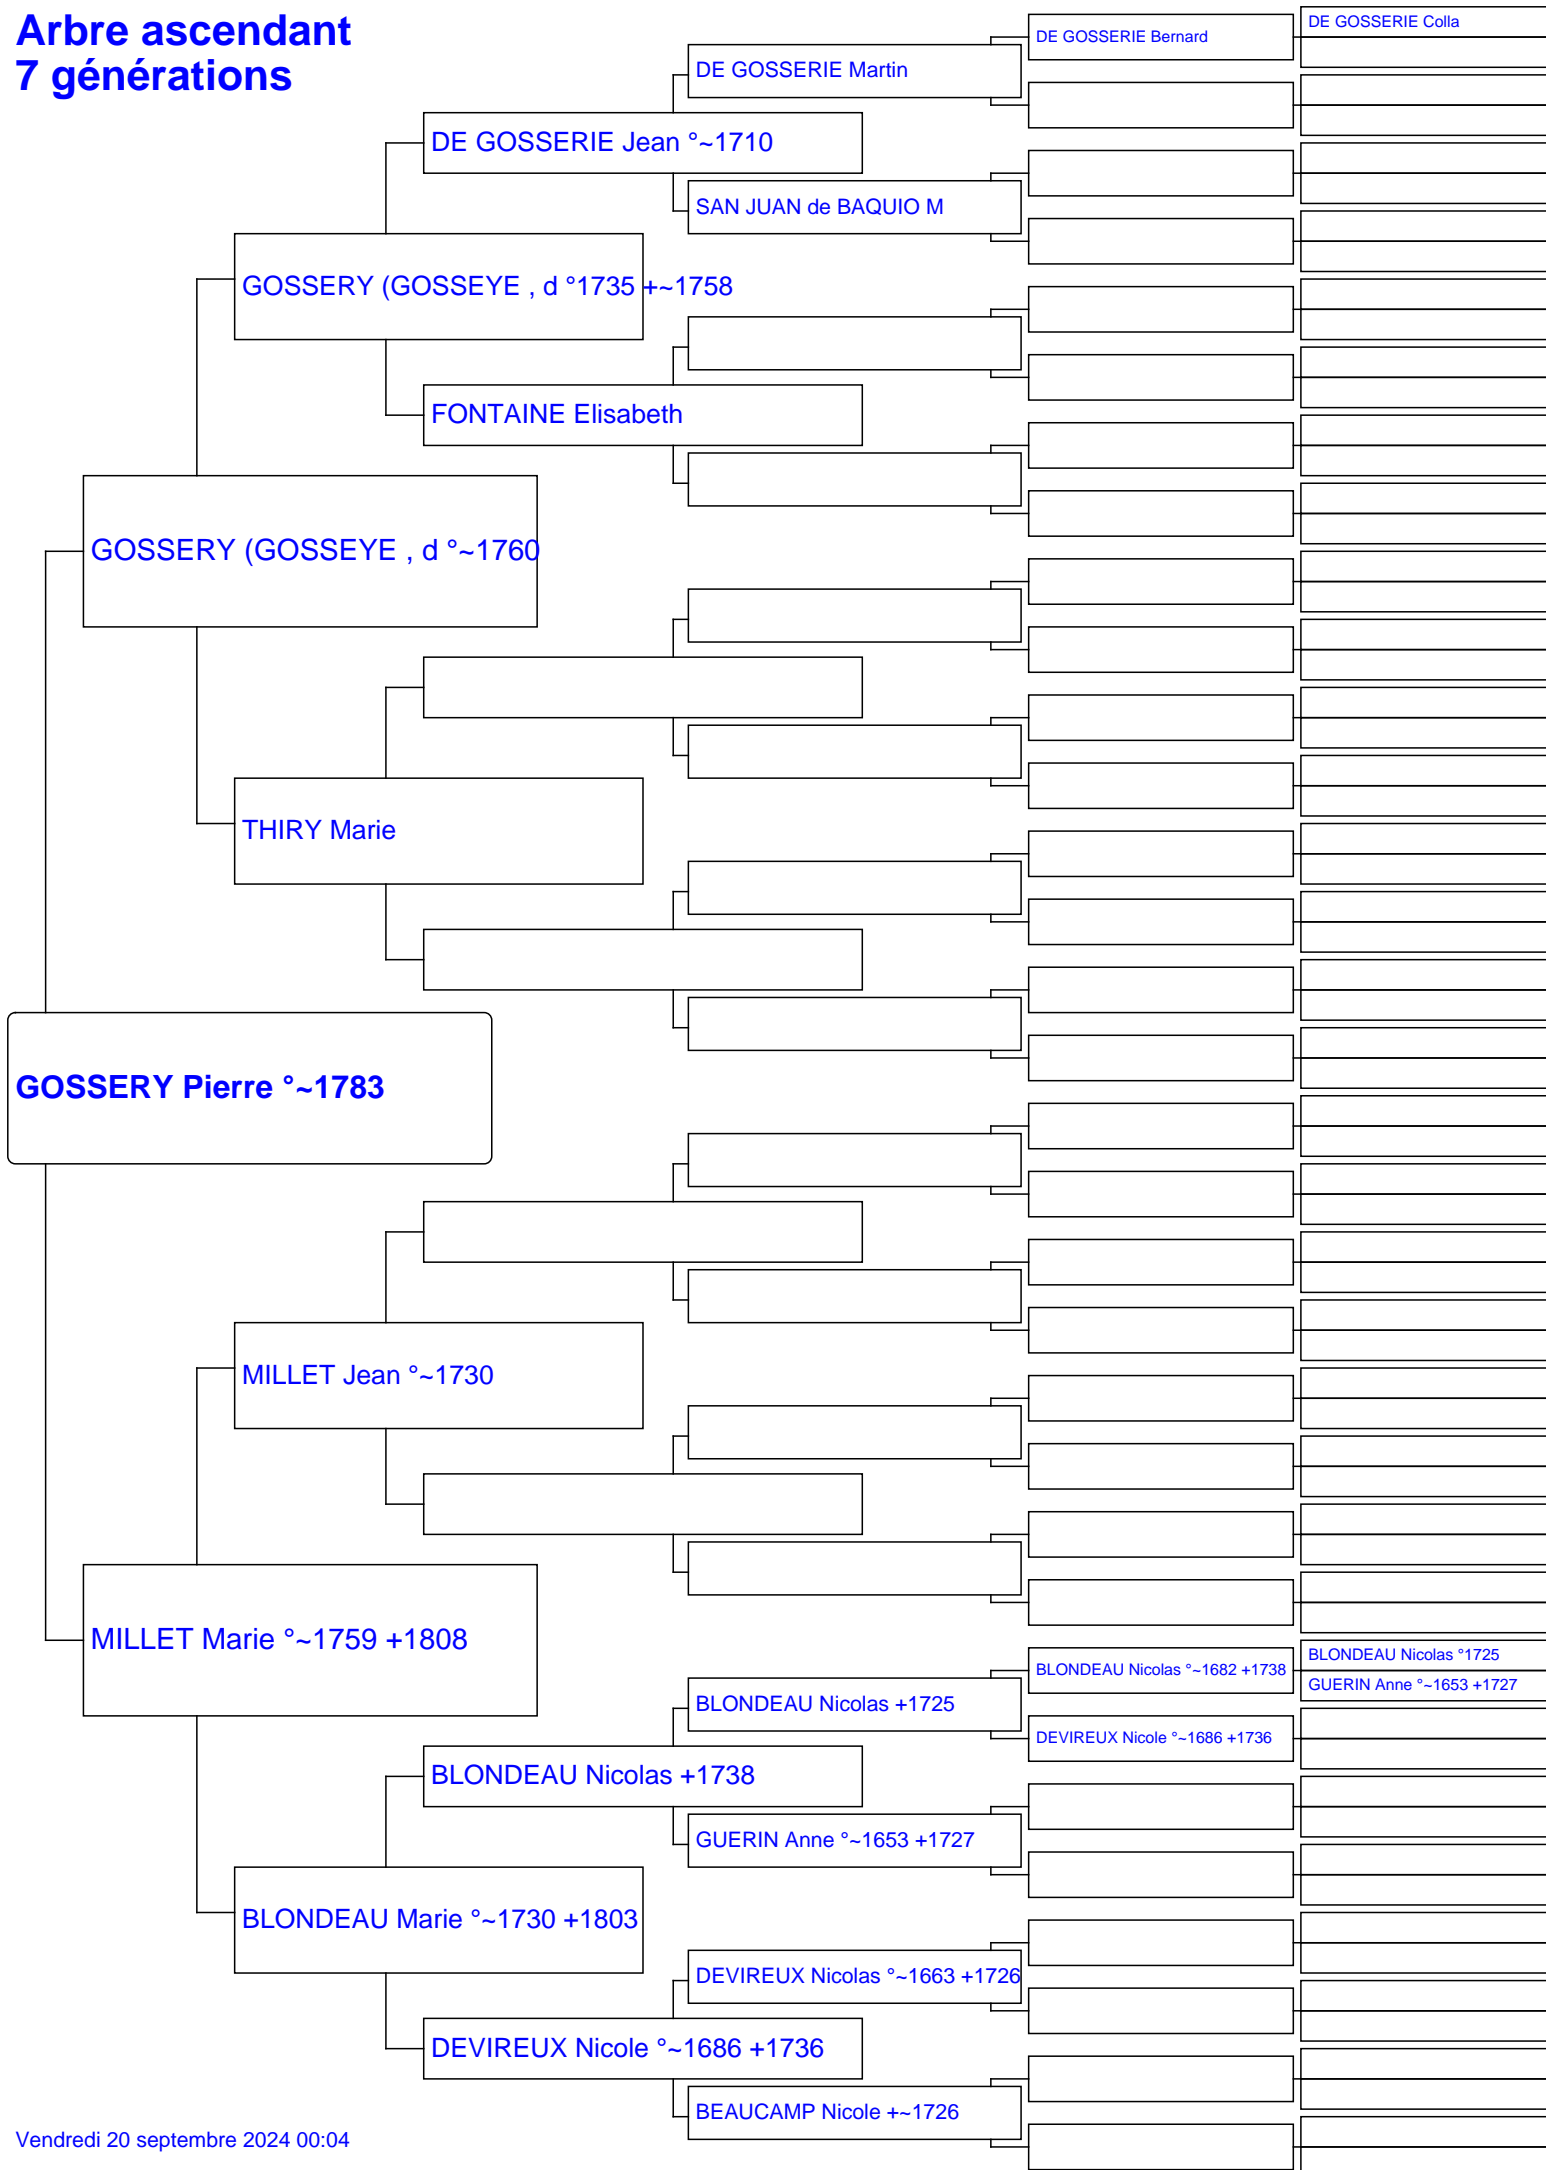 Arbre ascendant
7 générations
DE GOSSERIE Colla
DE GOSSERIE Bernard
DE GOSSERIE Martin
DE GOSSERIE Jean °~1710
SAN JUAN de BAQUIO M
GOSSERY (GOSSEYE , d °1735 +~1758
FONTAINE Elisabeth
GOSSERY (GOSSEYE , d °~1760
THIRY Marie
GOSSERY Pierre °~1783
MILLET Jean °~1730
MILLET Marie °~1759 +1808
BLONDEAU Nicolas °1725
BLONDEAU Nicolas °~1682 +1738
GUERIN Anne °~1653 +1727
BLONDEAU Nicolas +1725
DEVIREUX Nicole °~1686 +1736
BLONDEAU Nicolas +1738
GUERIN Anne °~1653 +1727
BLONDEAU Marie °~1730 +1803
DEVIREUX Nicolas °~1663 +1726
DEVIREUX Nicole °~1686 +1736
BEAUCAMP Nicole +~1726
Vendredi 20 septembre 2024 00:04